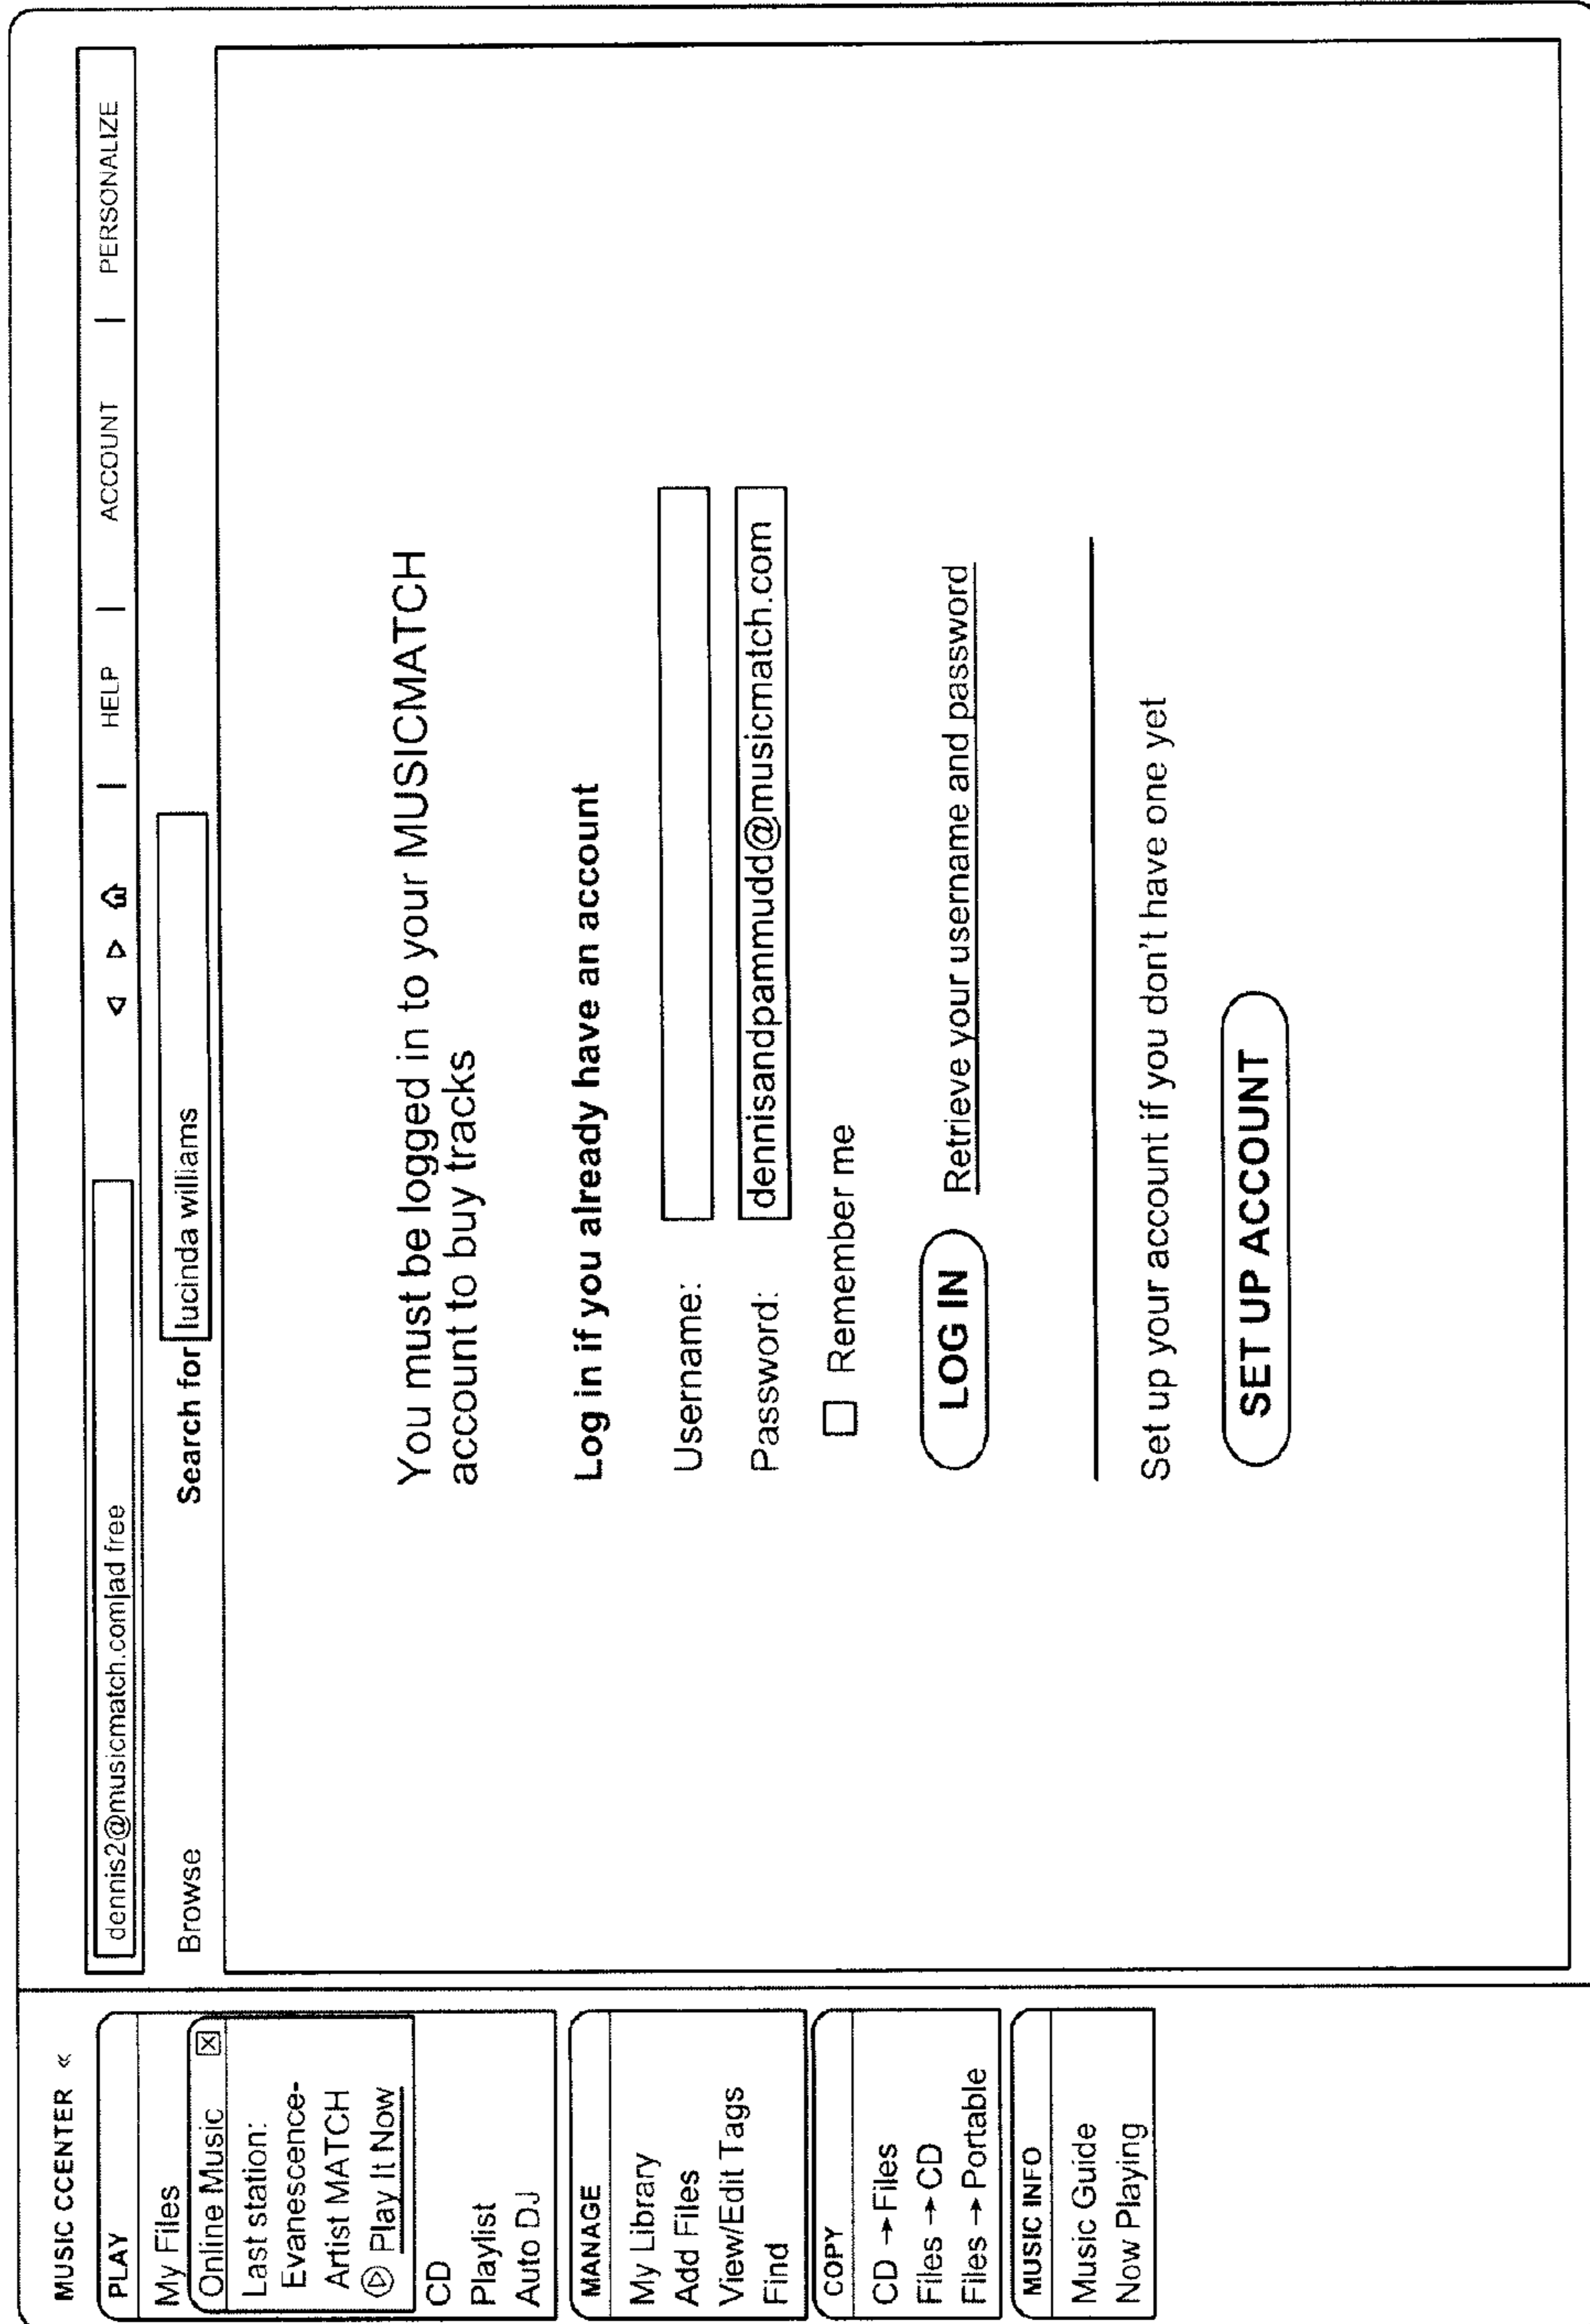 MUSIC CCENTER «
PLAY
My Files
Online Music
Last station:
Evanescence-
Artist MATCH
Play It Now
CD
Playlist
Auto DJ
MANAGE
My Library
Add Files
View/Edit Tags
Find
COPY
CD → Files
Files → CD
Files → Portable
MUSIC INFO
Music Guide
Now Playing
dennis2@musicmatch.com|ad free
| HELP | ACCOUNT | PERSONALIZE
Browse
Search for lucinda williams
You must be logged in to your MUSICMATCH
account to buy tracks
Log in if you already have an account
Username:
Password: dennisandpammudd@musicmatch.com
Remember me
LOG IN Retrieve your username and password
Set up your account if you don't have one yet
SET UP ACCOUNT